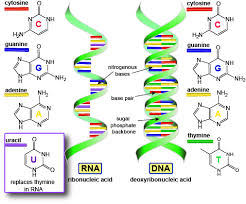 cytosine
C
guanine
G
adenine
A
uracil
U
replaces thymine
in RNA
nitrogenous
bases
base pair
sugar
phosphate
backbone
RNA
ribonucleic acid
DNA
deoxyribonucleic acid
cytosine
C
guanine
G
adenine
A
thymine
T